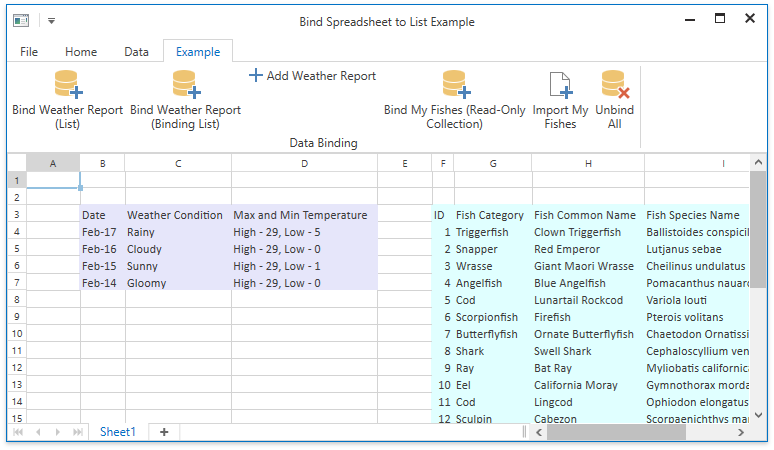 Bind Spreadsheet to List Example
File Home Data Example
Bind Weather Report (List)
Bind Weather Report (Binding List)
Add Weather Report
Bind My Fishes (Read-Only Collection)
Import My Fishes
Unbind All
Data Binding
A B C D E F G H I
1
2
3 Date Weather Condition Max and Min Temperature ID Fish Category Fish Common Name Fish Species Name
4 Feb-17 Rainy High - 29, Low - 5 1 Triggerfish Clown Triggerfish Ballistoides conspicil
5 Feb-16 Cloudy High - 29, Low - 0 2 Snapper Red Emperor Lutjanus sebae
6 Feb-15 Sunny High - 29, Low - 1 3 Wrasse Giant Maori Wrasse Cheilinus undulatus
7 Feb-14 Gloomy High - 29, Low - 0 4 Angelfish Blue Angelfish Pomacanthus nauar
8 5 Cod Lunartail Rockcod Variola louti
9 6 Scorpionfish Firefish Pterois volitans
10 7 Butterflyfish Ornate Butterflyfish Chaetodon Ornatissi
11 8 Shark Swell Shark Cephaloscyllium ven
12 9 Ray Bat Ray Myliobatis californica
13 10 Eel California Moray Gymnothorax morda
14 11 Cod Lingcod Ophiodon elongatus
15 12 Sculpin Cabezon Scorpaenichthys ma
Sheet1